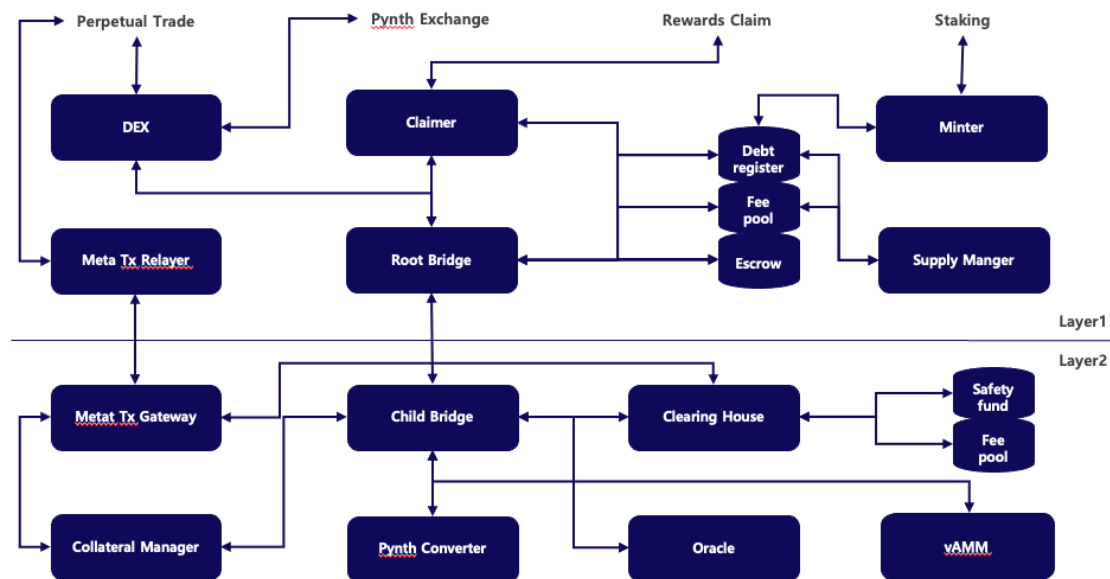 Perpetual Trade
Pynth Exchange
Rewards Claim
Staking
DEX
Claimer
Debt
register
Minter
Fee
pool
Meta Tx Relayer
Root Bridge
Escrow
Supply Manger
Layer1
Layer2
Metat Tx Gateway
Child Bridge
Clearing House
Safety
fund
Fee
pool
Collateral Manager
Pynth Converter
Oracle
vAMM